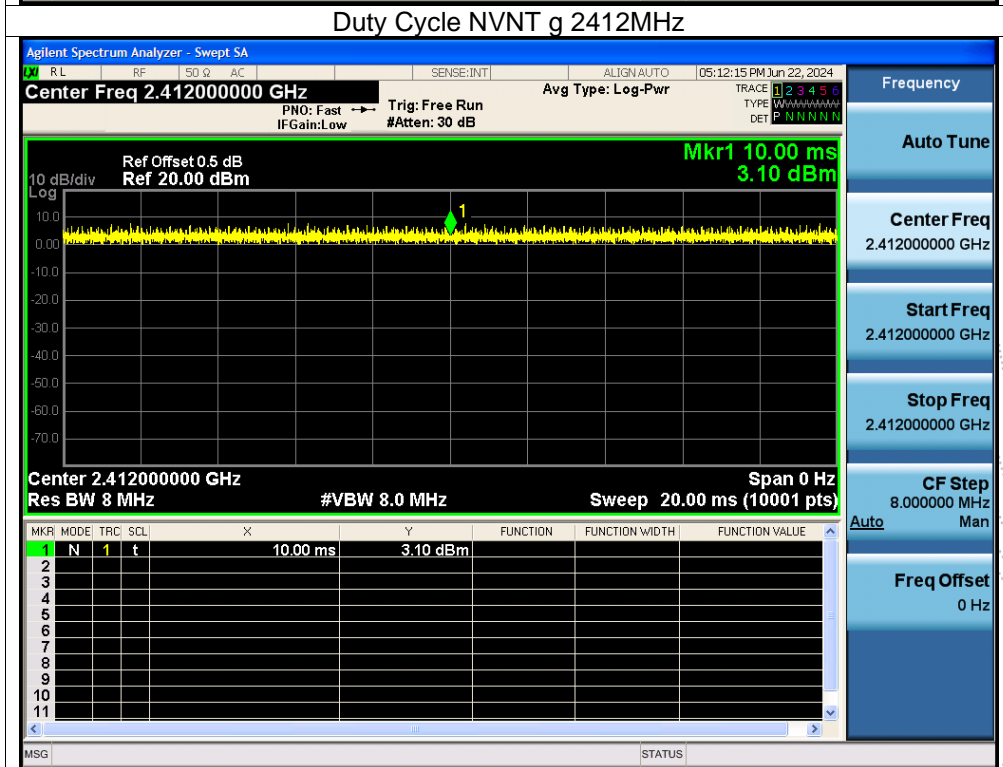 Duty Cycle NVNT g 2412MHz
Agilent Spectrum Analyzer - Swept SA
LXI RL RF 50 Ω AC SENSE:INT ALIGN AUTO 05:12:15 PM Jun 22, 2024
Center Freq 2.412000000 GHz
PNO: Fast
IFGain:Low
Trig: Free Run
#Atten: 30 dB
Avg Type: Log-Pwr
TRACE 1 2 3 4 5 6
TYPE WWWWWW
DET P N N N N N
Ref Offset 0.5 dB
10 dB/div Ref 20.00 dBm
Log
Mkr1 10.00 ms
3.10 dBm
1
10.0
0.00
-10.0
-20.0
-30.0
-40.0
-50.0
-60.0
-70.0
Center 2.412000000 GHz Span 0 Hz
Res BW 8 MHz #VBW 8.0 MHz Sweep 20.00 ms (10001 pts)
MKR MODE TRC SCL X Y FUNCTION FUNCTION WIDTH FUNCTION VALUE
1 N 1 t 10.00 ms 3.10 dBm
2
3
4
5
6
7
8
9
10
11
MSG STATUS
Frequency
Auto Tune
Center Freq
2.412000000 GHz
Start Freq
2.412000000 GHz
Stop Freq
2.412000000 GHz
CF Step
8.000000 MHz
Auto Man
Freq Offset
0 Hz